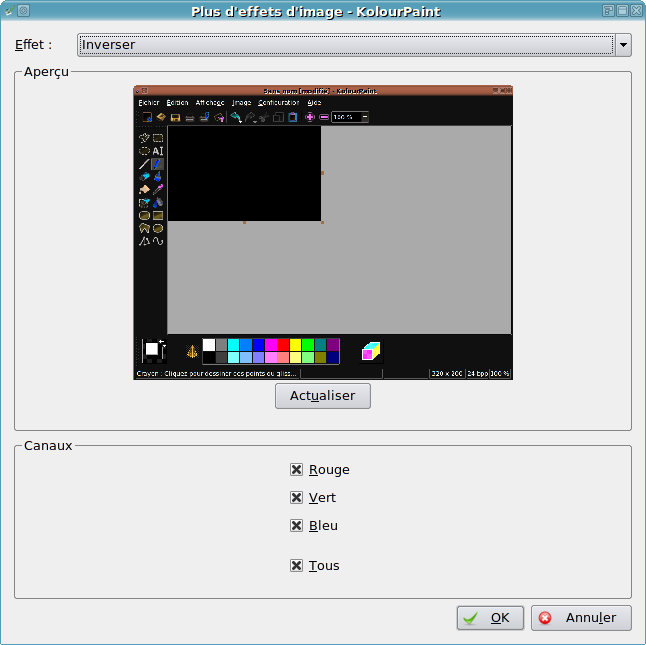 Plus d'effets d'image - KolourPaint
Effet : Inverser
Aperçu
Sans nom [modifié] - KolourPaint
Fichier Edition Affichage Image Configuration Aide
100 %
Crayon : Cliquez pour dessiner des points ou gliss... 320 x 200 24 bpp 100 %
Actualiser
Canaux
Rouge
Vert
Bleu
Tous
OK Annuler